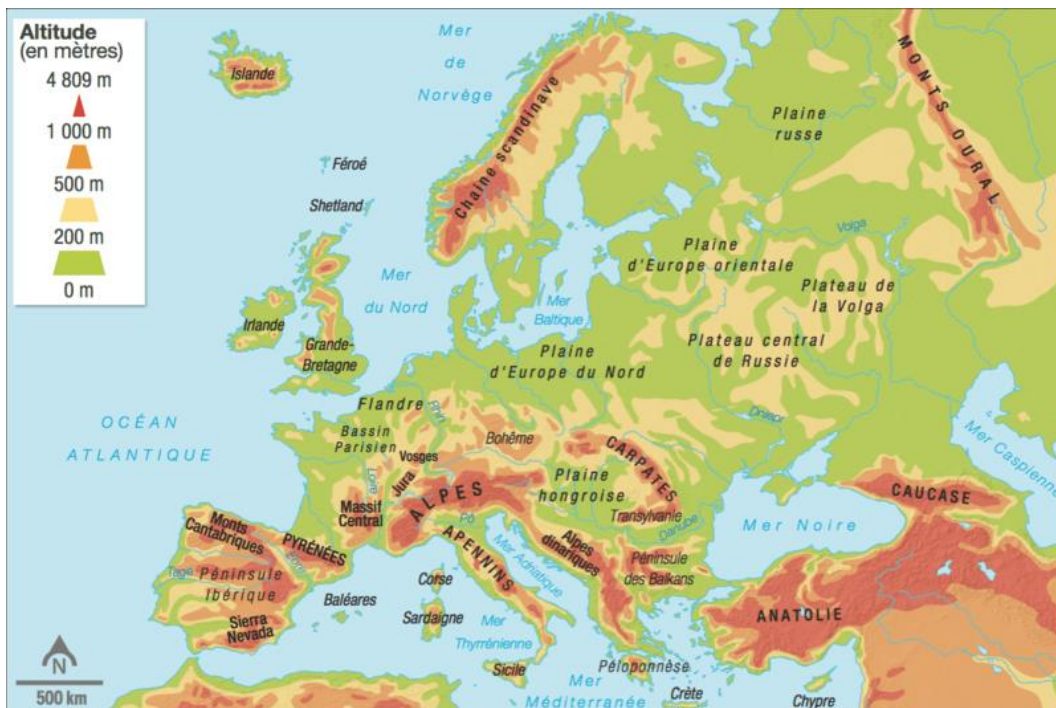 Altitude
(en mètres)
4 809 m
1 000 m
500 m
200 m
0 m
Islande
Mer
de
Norvège
Féroé
Shetland
Chaîne scandinave
Plaine
russe
MONTS OURAL
Volga
Plaine
d'Europe orientale
Plateau de
la Volga
Plateau central
de Russie
Mer
du Nord
Mer
Baltique
Irlande
Grande-
Bretagne
Plaine
d'Europe du Nord
OCÉAN
ATLANTIQUE
Flandre
Rhin
Bassin
Parisien
Vosges
Bohême
Dniepr
Mer Caspienne
Loire
Jura
Massif
Central
ALPES
CARPATES
Plaine
hongroise
Transylvanie
CAUCASE
Mer Noire
Monts
Cantabriques
PYRÉNÉES
Pô
APENINS
Mer Adriatique
Alpes
dinariques
Danube
Péninsule
des Balkans
Tage
Péninsule
Ibérique
Corse
Baléares
Sardaigne
ANATOLIE
Sierra
Nevada
Mer
Thyrrénienne
Sicile
Péloponnèse
Mer
Méditerranée
Crète
Chypre
N
500 km